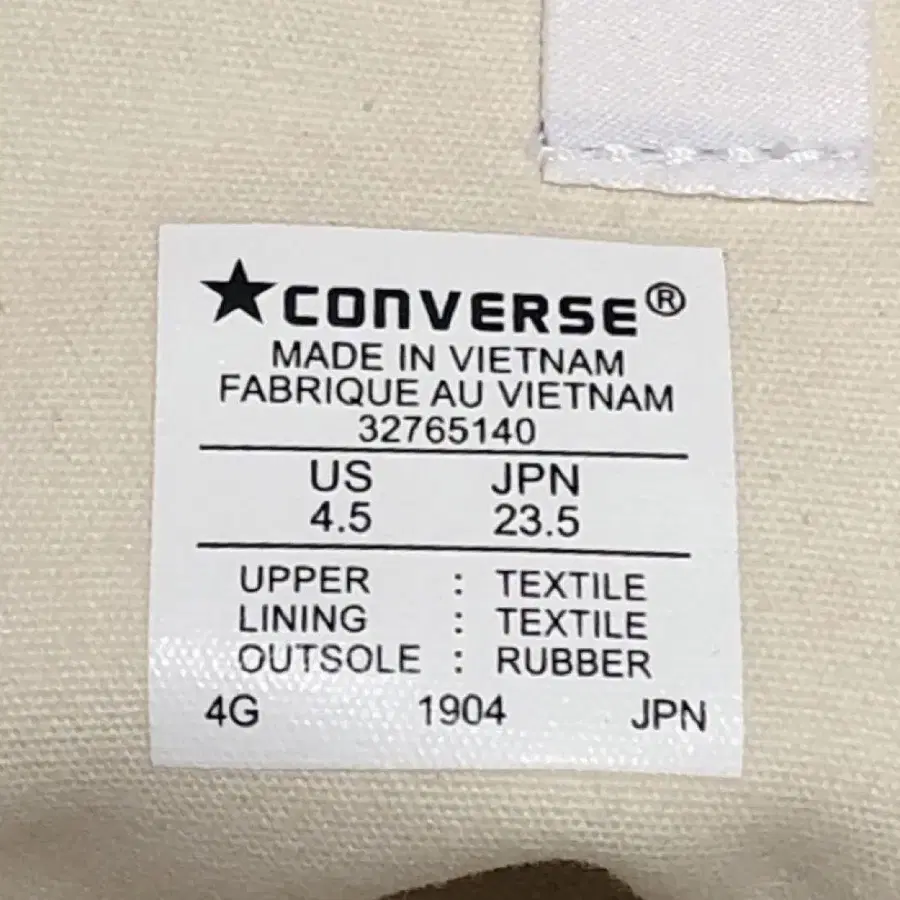 ★CONVERSE®
MADE IN VIETNAM
FABRIQUE AU VIETNAM
32765140
US JPN
4.5 23.5
UPPER : TEXTILE
LINING : TEXTILE
OUTSOLE : RUBBER
4G 1904 JPN